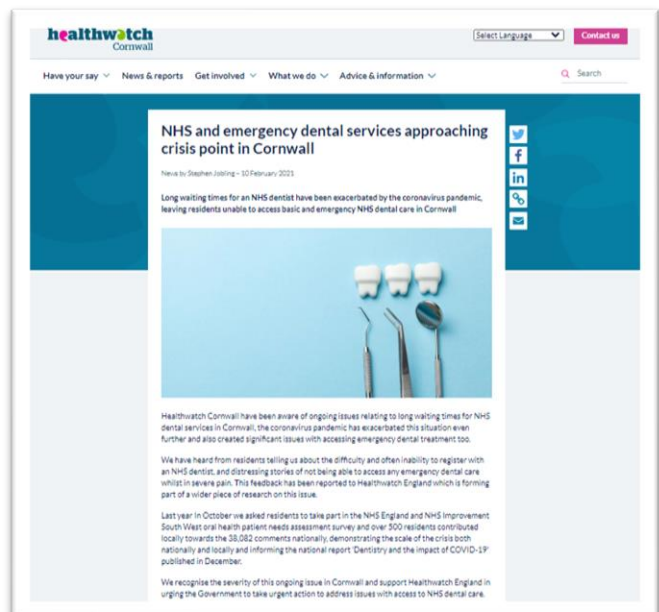 healthwatch
Cornwall
Select Language
Contact us
Have your say News & reports Get involved What we do Advice & information
Search
NHS and emergency dental services approaching
crisis point in Cornwall
News by Stephen Jobling – 10 February 2021
Long waiting times for an NHS dentist have been exacerbated by the coronavirus pandemic,
leaving residents unable to access basic and emergency NHS dental care in Cornwall
Healthwatch Cornwall have been aware of ongoing issues relating to long waiting times for NHS
dental services in Cornwall, the coronavirus pandemic has exacerbated this situation even
further and also created significant issues with accessing emergency dental treatment too.
We have heard from residents telling us about the difficulty and often inability to register with
an NHS dentist, and distressing stories of not being able to access any emergency dental care
whilst in severe pain. This feedback has been reported to Healthwatch England which is forming
part of a wider piece of research on this issue.
Last year in October we asked residents to take part in the NHS England and NHS Improvement
South West oral health patient needs assessment survey and over 500 residents contributed
locally towards the 38,082 comments nationally, demonstrating the scale of the crisis both
nationally and locally and informing the national report 'Dentistry and the impact of COVID-19'
published in December.
We recognise the severity of this ongoing issue in Cornwall and support Healthwatch England in
urging the Government to take urgent action to address issues with access to NHS dental care.